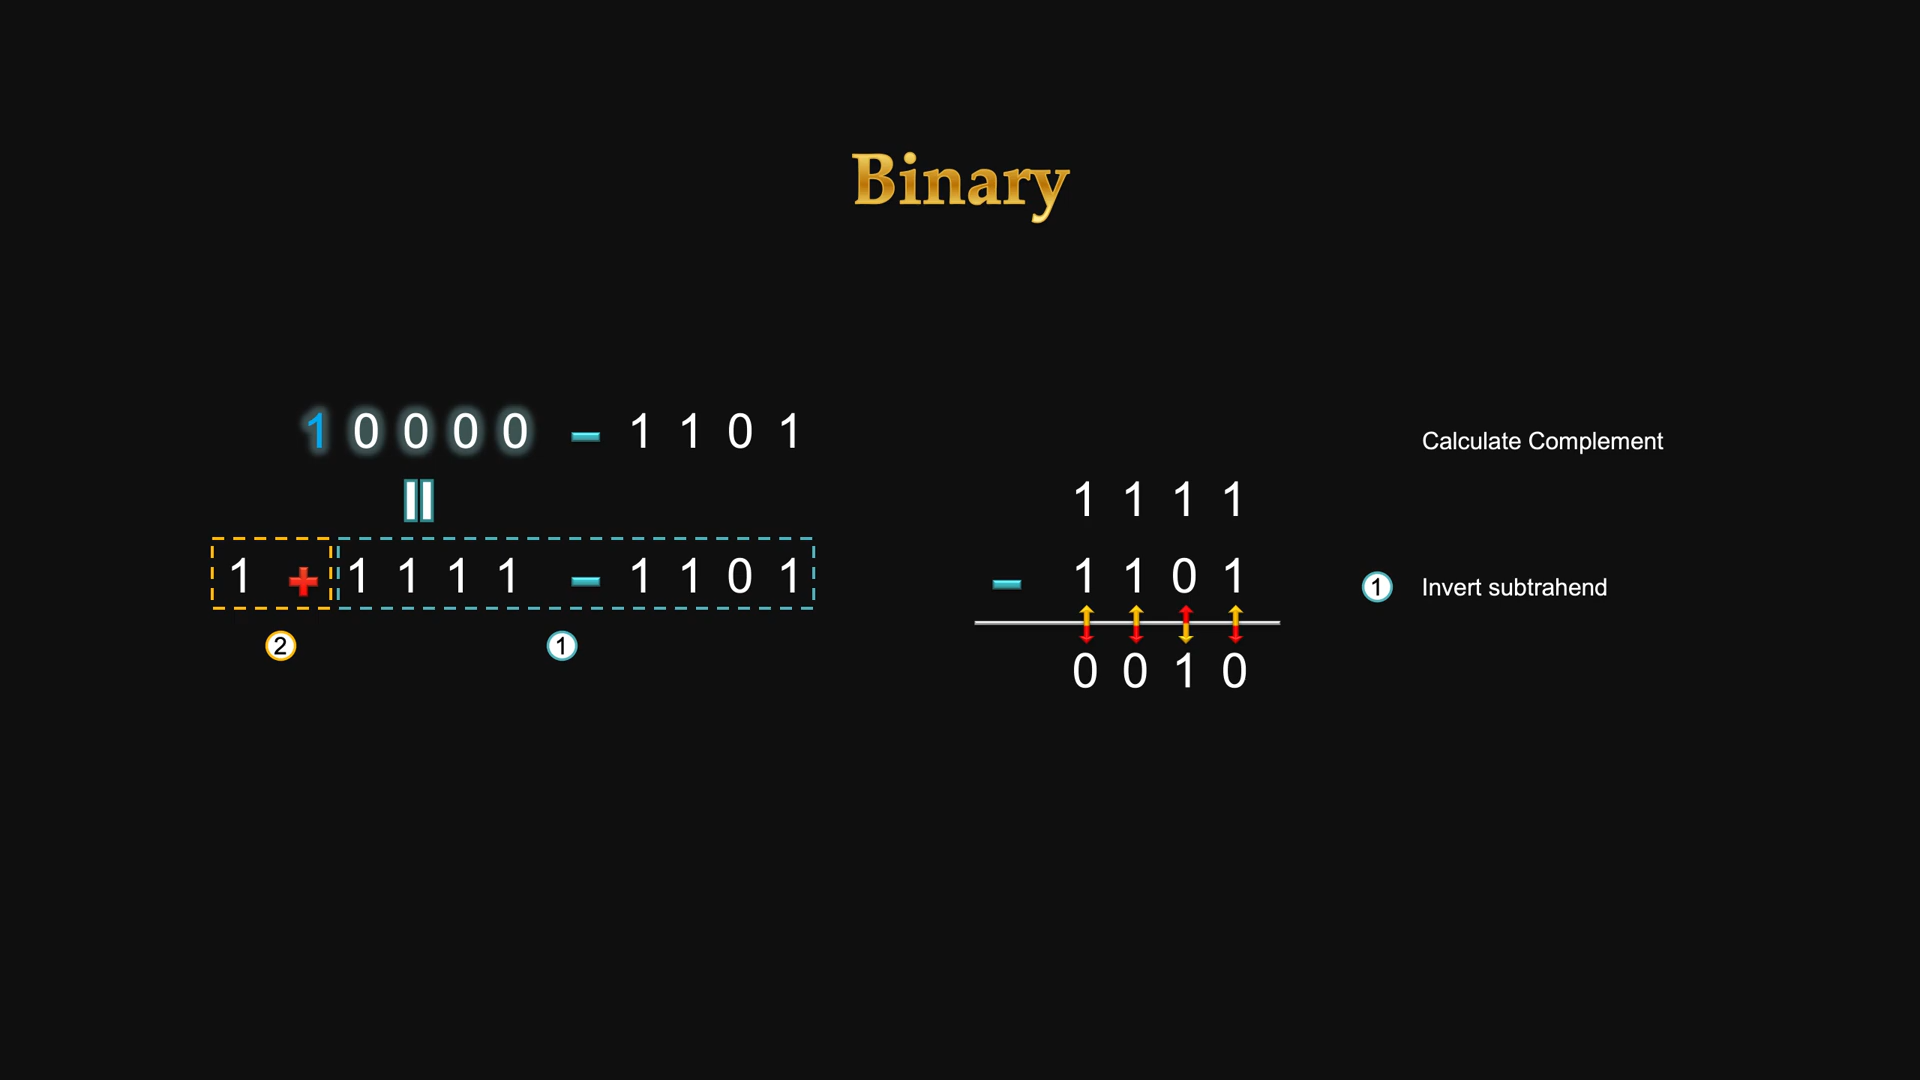 Binary
1 0 0 0 0 - 1 1 0 1
=
1 + 1 1 1 1 - 1 1 0 1
2 1
Calculate Complement
1 1 1 1
- 1 1 0 1
0 0 1 0
1 Invert subtrahend